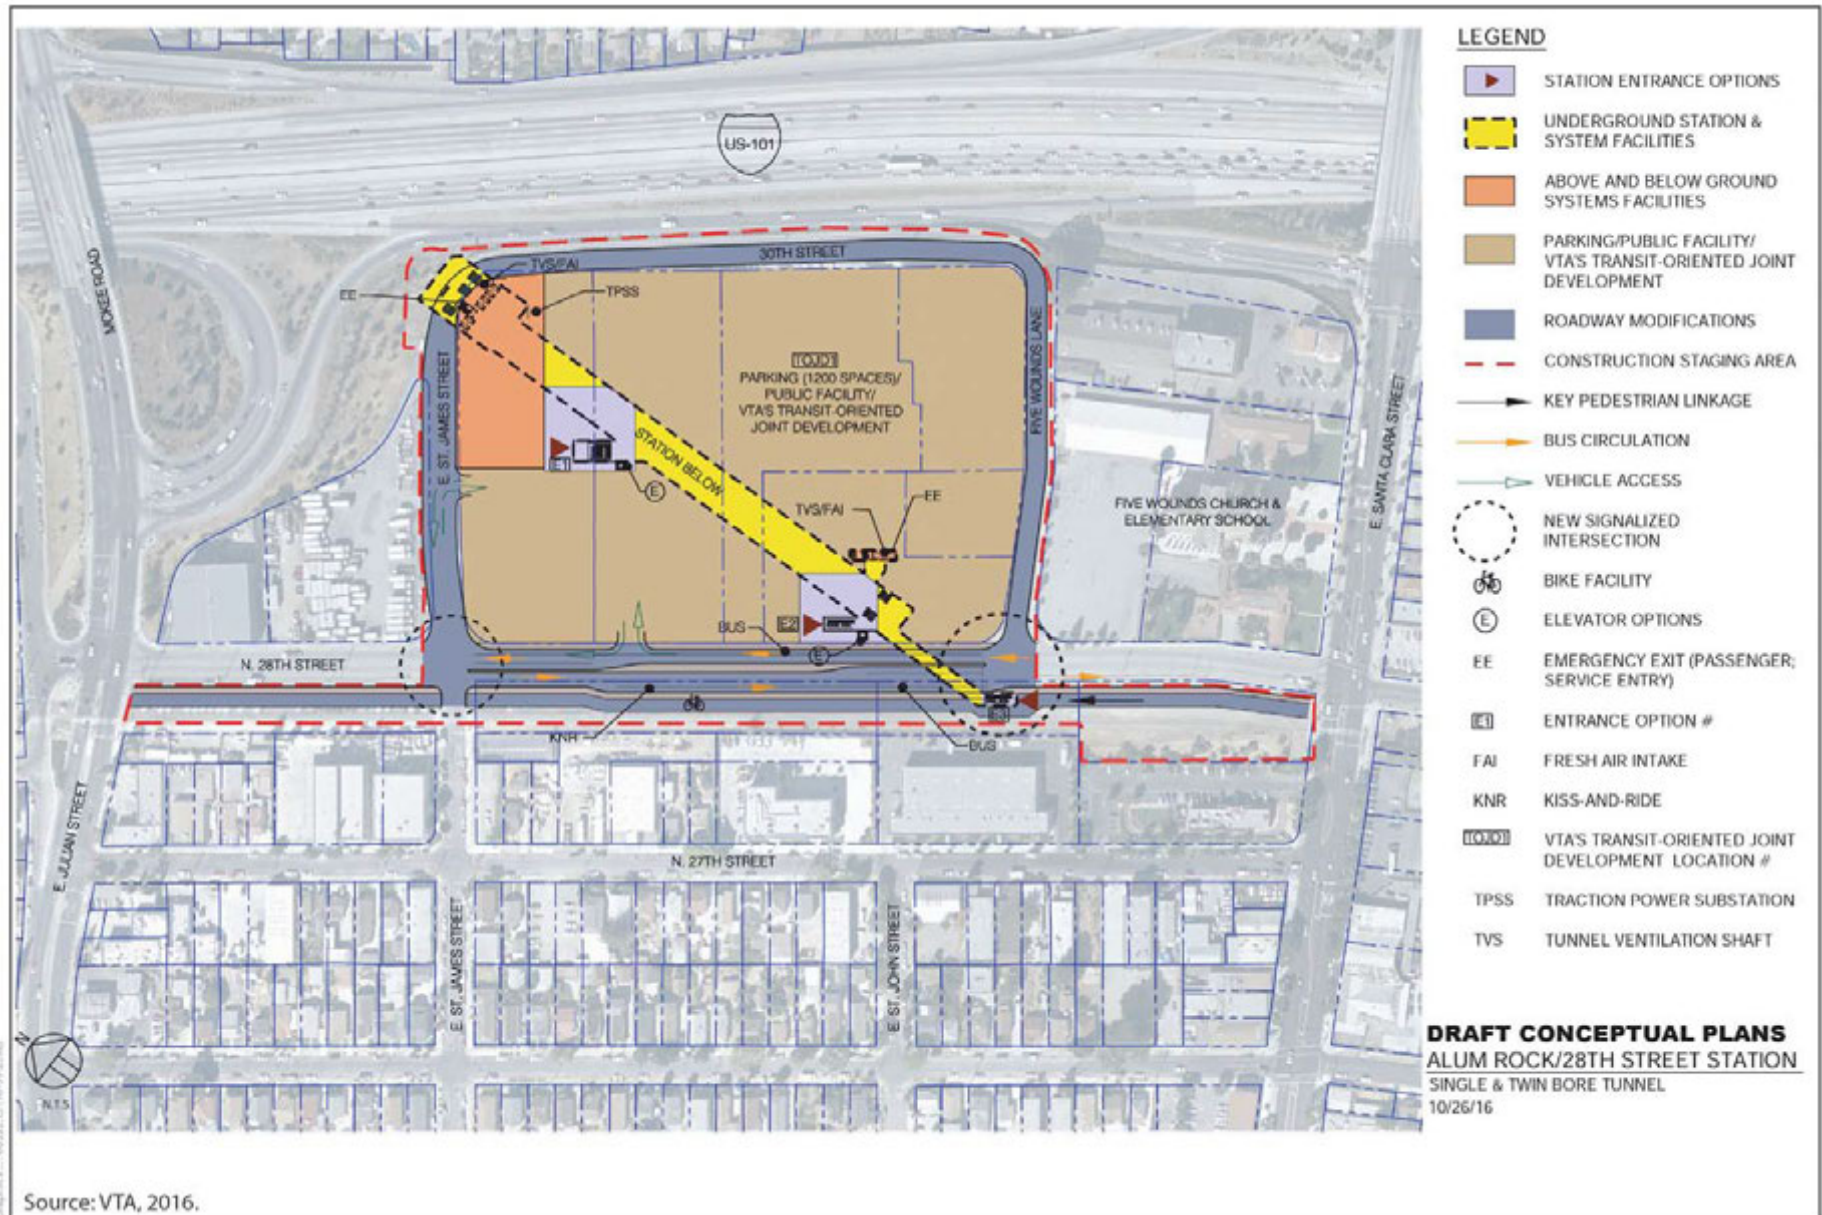 US-101
30TH STREET
MCKEE ROAD
TVS/FAI
EE
TPSS
E. ST. JAMES STREET
TOJD1
PARKING (1200 SPACES)/
PUBLIC FACILITY/
VTA'S TRANSIT-ORIENTED
JOINT DEVELOPMENT
FIVE WOUNDS LANE
E. SANTA CLARA STREET
STATION BELOW
E1
E
TVS/FAI
EE
FIVE WOUNDS CHURCH &
ELEMENTARY SCHOOL
E2
BUS
E
N. 28TH STREET
KNR
BUS
E. JULIAN STREET
N. 27TH STREET
E. ST. JAMES STREET
E. ST. JOHN STREET
N
N.T.S.
LEGEND
STATION ENTRANCE OPTIONS
UNDERGROUND STATION &
SYSTEM FACILITIES
ABOVE AND BELOW GROUND
SYSTEMS FACILITIES
PARKING/PUBLIC FACILITY/
VTA'S TRANSIT-ORIENTED JOINT
DEVELOPMENT
ROADWAY MODIFICATIONS
CONSTRUCTION STAGING AREA
KEY PEDESTRIAN LINKAGE
BUS CIRCULATION
VEHICLE ACCESS
NEW SIGNALIZED
INTERSECTION
BIKE FACILITY
E ELEVATOR OPTIONS
EE EMERGENCY EXIT (PASSENGER;
SERVICE ENTRY)
E1 ENTRANCE OPTION #
FAI FRESH AIR INTAKE
KNR KISS-AND-RIDE
TOJD1 VTA'S TRANSIT-ORIENTED JOINT
DEVELOPMENT LOCATION #
TPSS TRACTION POWER SUBSTATION
TVS TUNNEL VENTILATION SHAFT
DRAFT CONCEPTUAL PLANS
ALUM ROCK/28TH STREET STATION
SINGLE & TWIN BORE TUNNEL
10/26/16
Source: VTA, 2016.